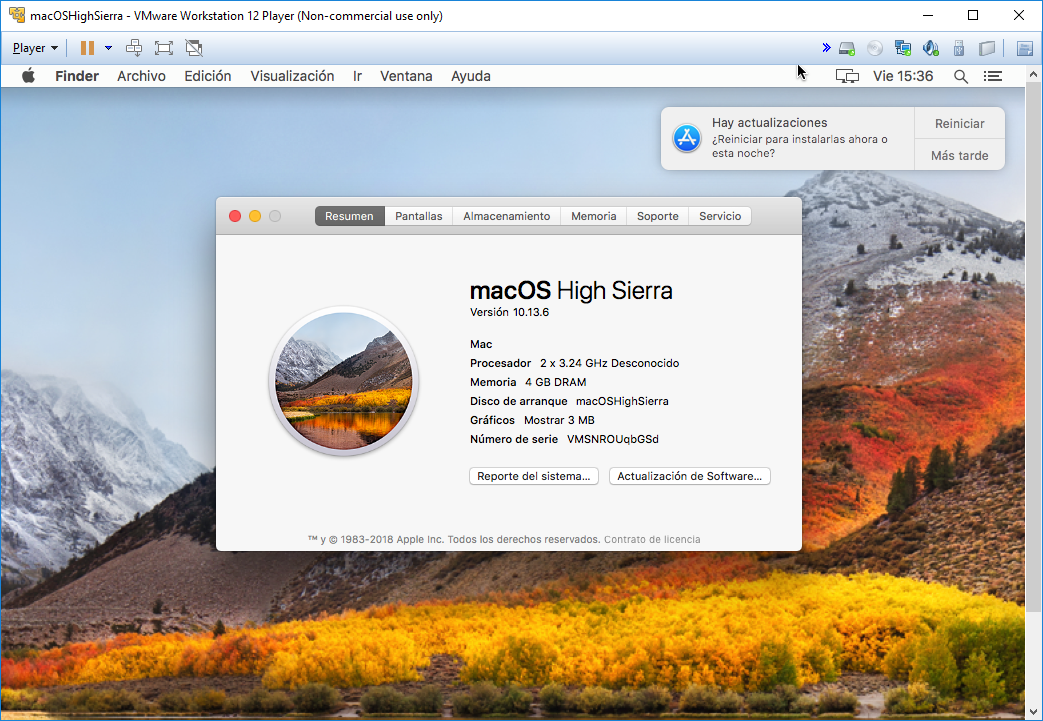 macOSHighSierra - VMware Workstation 12 Player (Non-commercial use only)
Player
Finder Archivo Edición Visualización Ir Ventana Ayuda Vie 15:36
Hay actualizaciones
¿Reiniciar para instalarlas ahora o
esta noche?
Reiniciar
Más tarde
Resumen Pantallas Almacenamiento Memoria Soporte Servicio
macOS High Sierra
Versión 10.13.6
Mac
Procesador 2 x 3.24 GHz Desconocido
Memoria 4 GB DRAM
Disco de arranque macOSHighSierra
Gráficos Mostrar 3 MB
Número de serie VMSNROUqbGSd
Reporte del sistema... Actualización de Software...
™ y © 1983-2018 Apple Inc. Todos los derechos reservados. Contrato de licencia